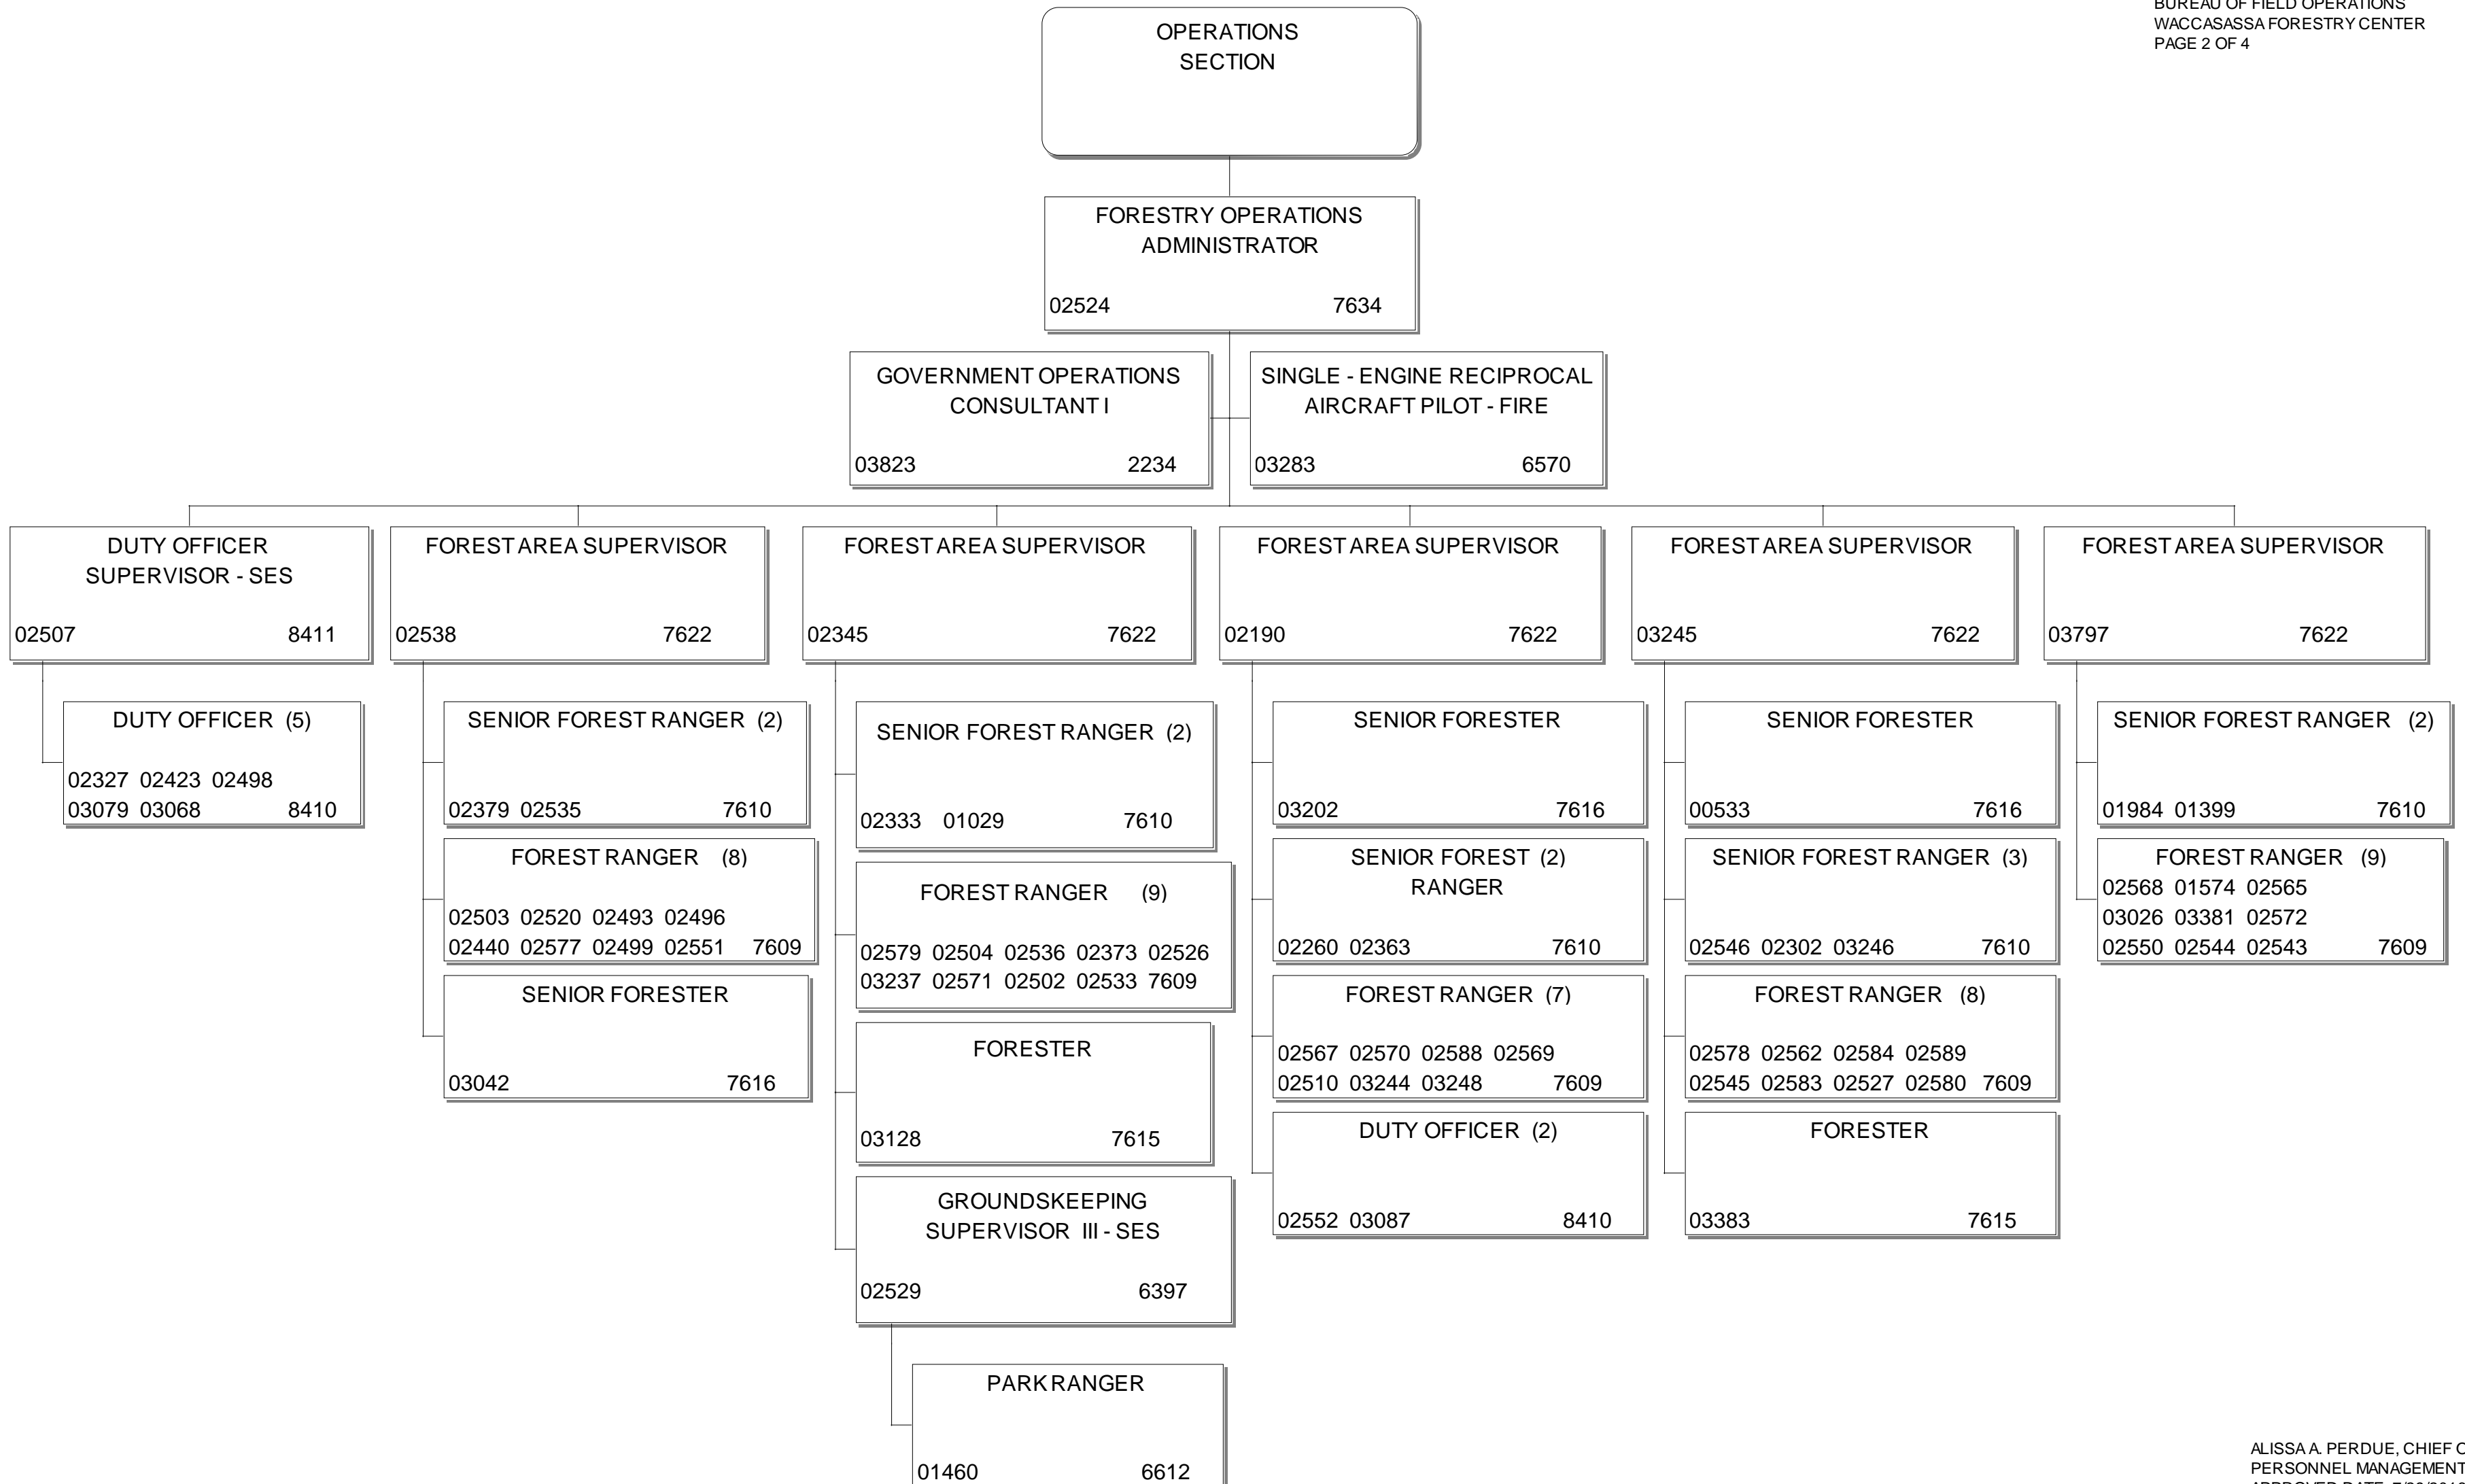 BUREAU OF FIELD OPERATIONS
WACCASASSA FORESTRY CENTER
PAGE 2 OF 4
OPERATIONS
SECTION
FORESTRY OPERATIONS
ADMINISTRATOR
02524 7634
GOVERNMENT OPERATIONS
CONSULTANT I
03823 2234
SINGLE - ENGINE RECIPROCAL
AIRCRAFT PILOT - FIRE
03283 6570
DUTY OFFICER
SUPERVISOR - SES
02507 8411
DUTY OFFICER (5)
02327 02423 02498
03079 03068 8410
FOREST AREA SUPERVISOR
02538 7622
SENIOR FOREST RANGER (2)
02379 02535 7610
FOREST RANGER (8)
02503 02520 02493 02496
02440 02577 02499 02551 7609
SENIOR FORESTER
03042 7616
FOREST AREA SUPERVISOR
02345 7622
SENIOR FOREST RANGER (2)
02333 01029 7610
FOREST RANGER (9)
02579 02504 02536 02373 02526
03237 02571 02502 02533 7609
FORESTER
03128 7615
GROUNDSKEEPING
SUPERVISOR III - SES
02529 6397
PARK RANGER
01460 6612
FOREST AREA SUPERVISOR
02190 7622
SENIOR FORESTER
03202 7616
SENIOR FOREST (2)
RANGER
02260 02363 7610
FOREST RANGER (7)
02567 02570 02588 02569
02510 03244 03248 7609
DUTY OFFICER (2)
02552 03087 8410
FOREST AREA SUPERVISOR
03245 7622
SENIOR FORESTER
00533 7616
SENIOR FOREST RANGER (3)
02546 02302 03246 7610
FOREST RANGER (8)
02578 02562 02584 02589
02545 02583 02527 02580 7609
FORESTER
03383 7615
FOREST AREA SUPERVISOR
03797 7622
SENIOR FOREST RANGER (2)
01984 01399 7610
FOREST RANGER (9)
02568 01574 02565
03026 03381 02572
02550 02544 02543 7609
ALISSA A. PERDUE, CHIEF
PERSONNEL MANAGEMENT